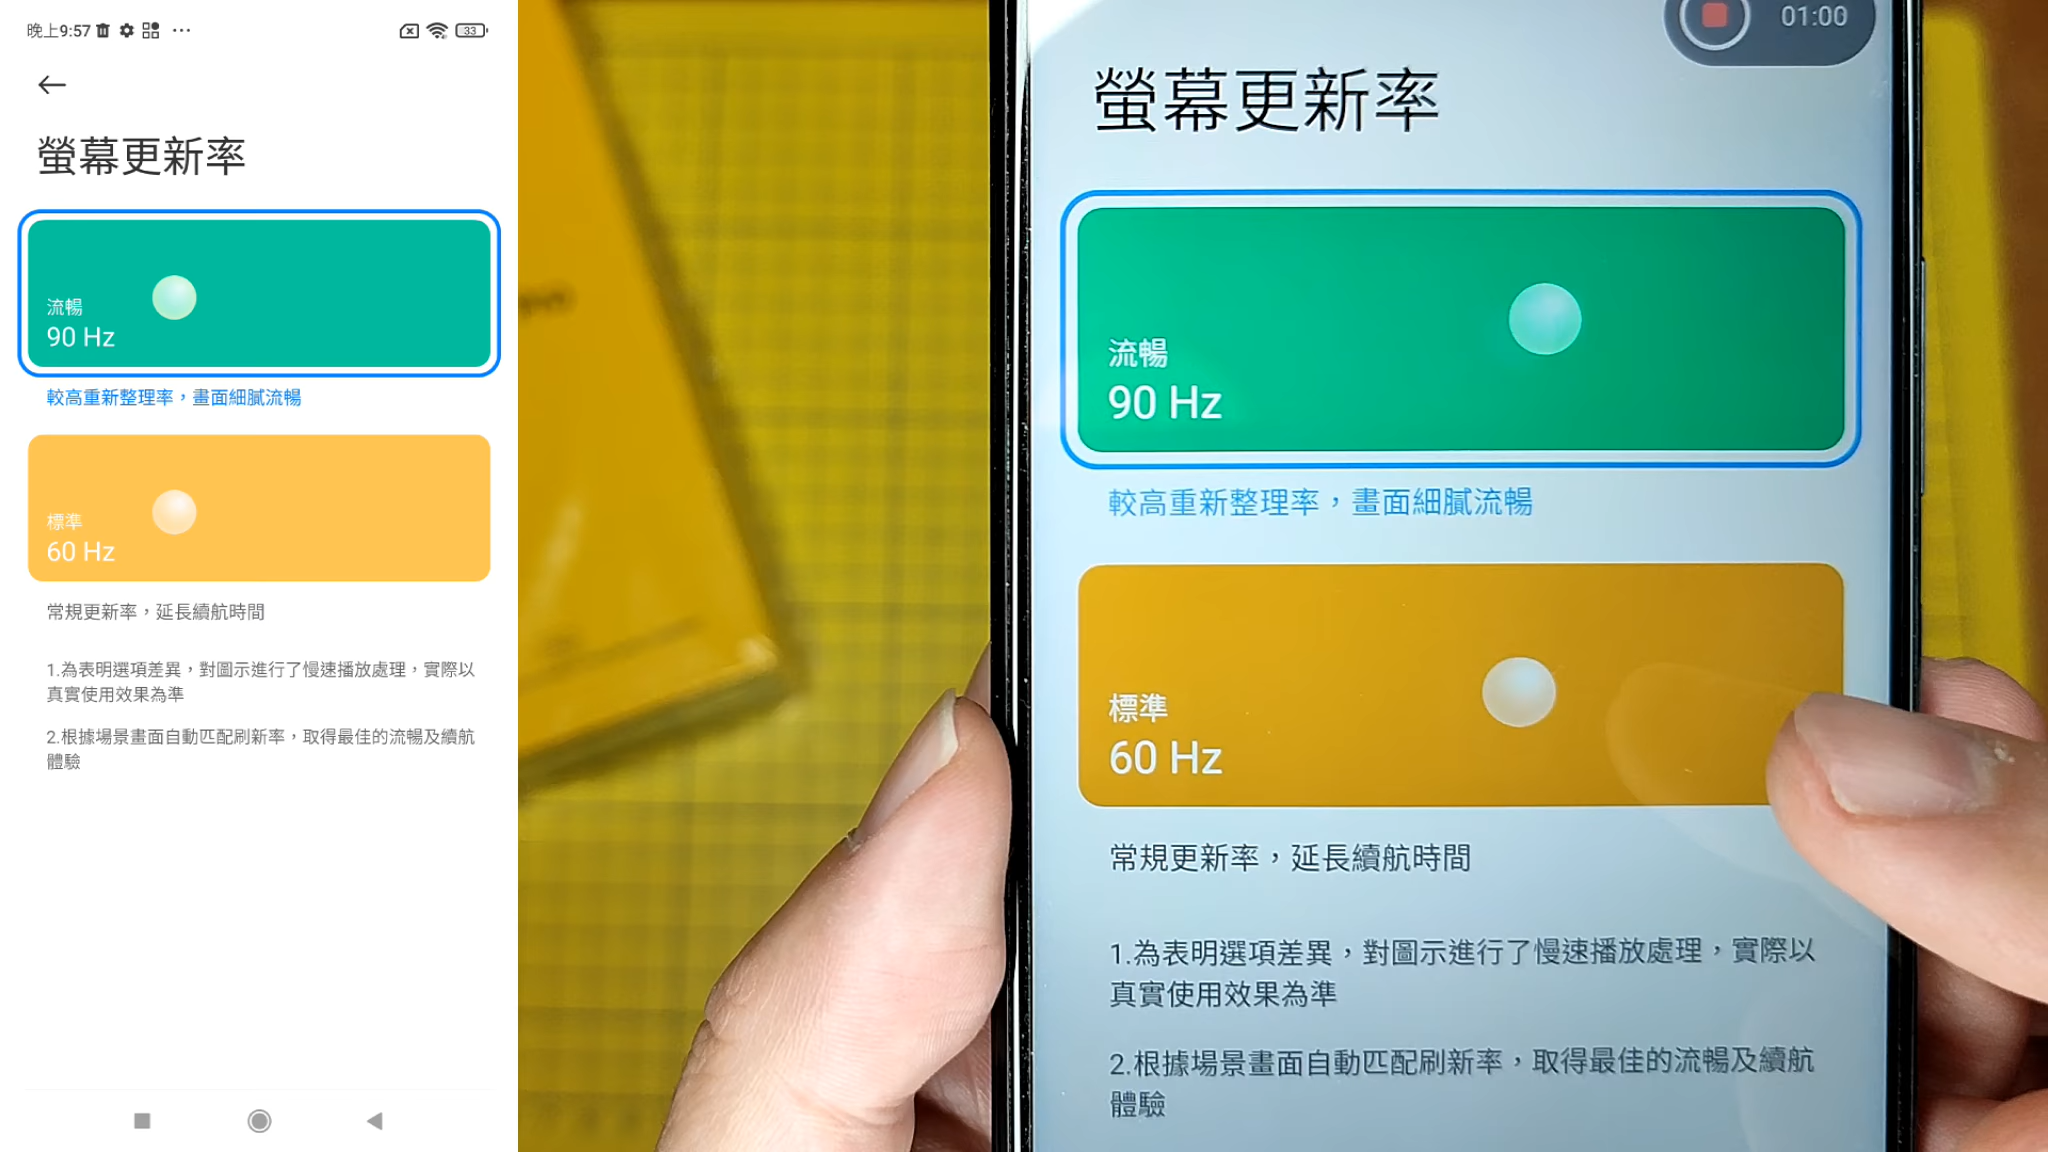 晚上9:57
33
螢幕更新率
流暢
90 Hz
較高重新整理率，畫面細膩流暢
標準
60 Hz
常規更新率，延長續航時間
1.為表明選項差異，對圖示進行了慢速播放處理，實際以
真實使用效果為準
2.根據場景畫面自動匹配刷新率，取得最佳的流暢及續航
體驗
01:00
螢幕更新率
流暢
90 Hz
較高重新整理率，畫面細膩流暢
標準
60 Hz
常規更新率，延長續航時間
1.為表明選項差異，對圖示進行了慢速播放處理，實際以
真實使用效果為準
2.根據場景畫面自動匹配刷新率，取得最佳的流暢及續航
體驗